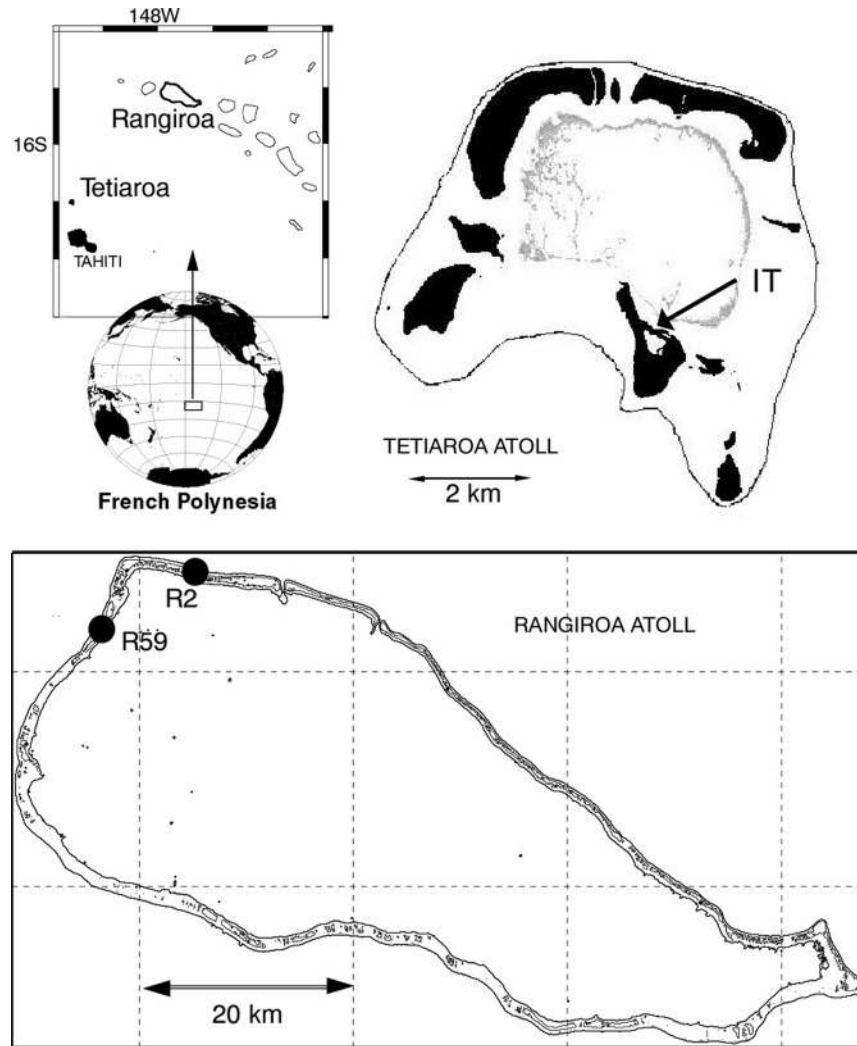 148W
Rangiroa
16S
Tetiaroa
TAHITI
French Polynesia
IT
TETIAROA ATOLL
2 km
R2
R59
RANGIROA ATOLL
20 km